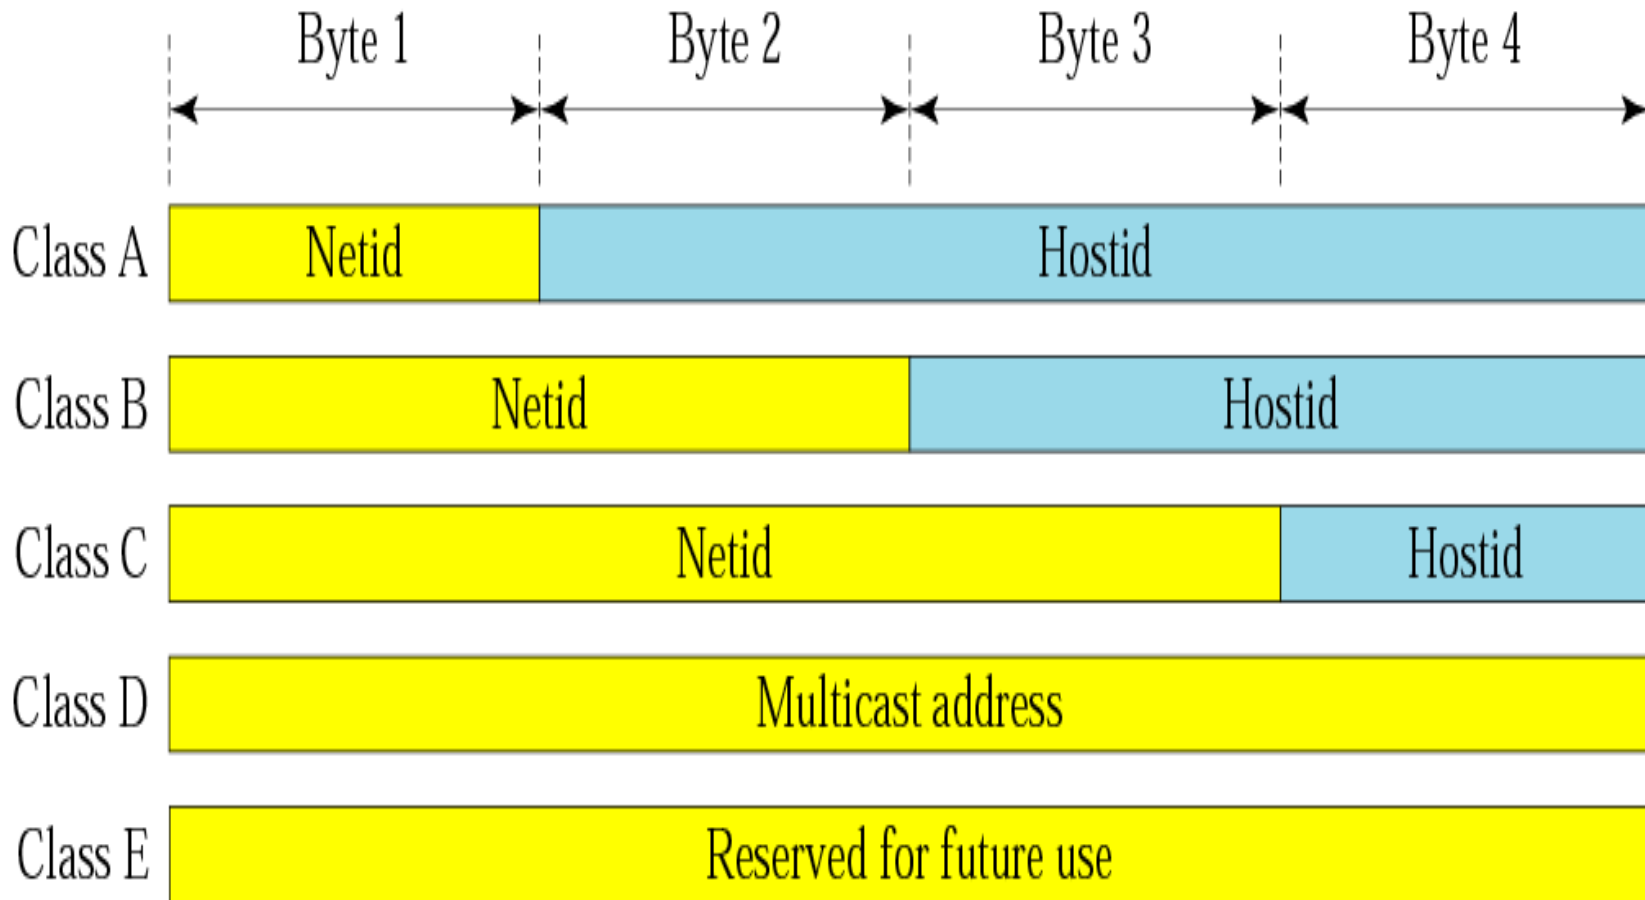 Byte 1 Byte 2 Byte 3 Byte 4
Class A Netid Hostid
Class B Netid Hostid
Class C Netid Hostid
Class D Multicast address
Class E Reserved for future use